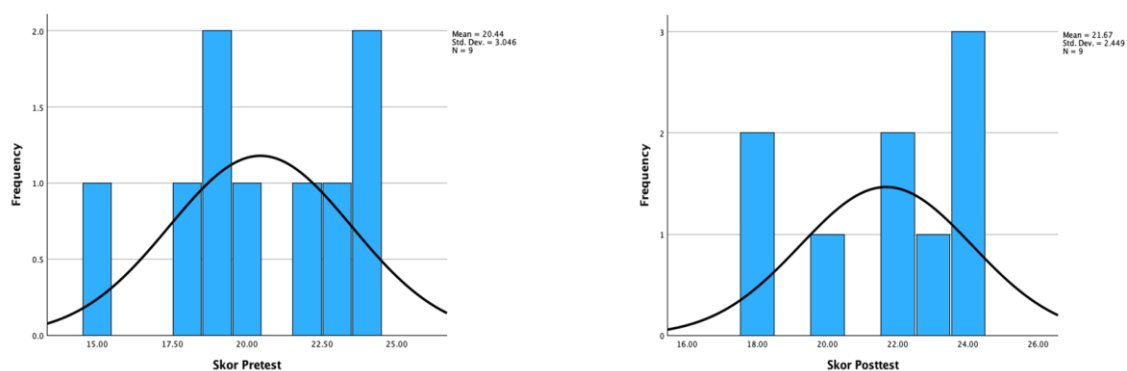 2.0
1.5
1.0
0.5
0.0
Frequency
15.00 17.50 20.00 22.50 25.00
Skor Pretest
Mean = 20.44
Std. Dev. = 3.046
N = 9
3
2
1
0
Frequency
16.00 18.00 20.00 22.00 24.00 26.00
Skor Posttest
Mean = 21.67
Std. Dev. = 2.449
N = 9